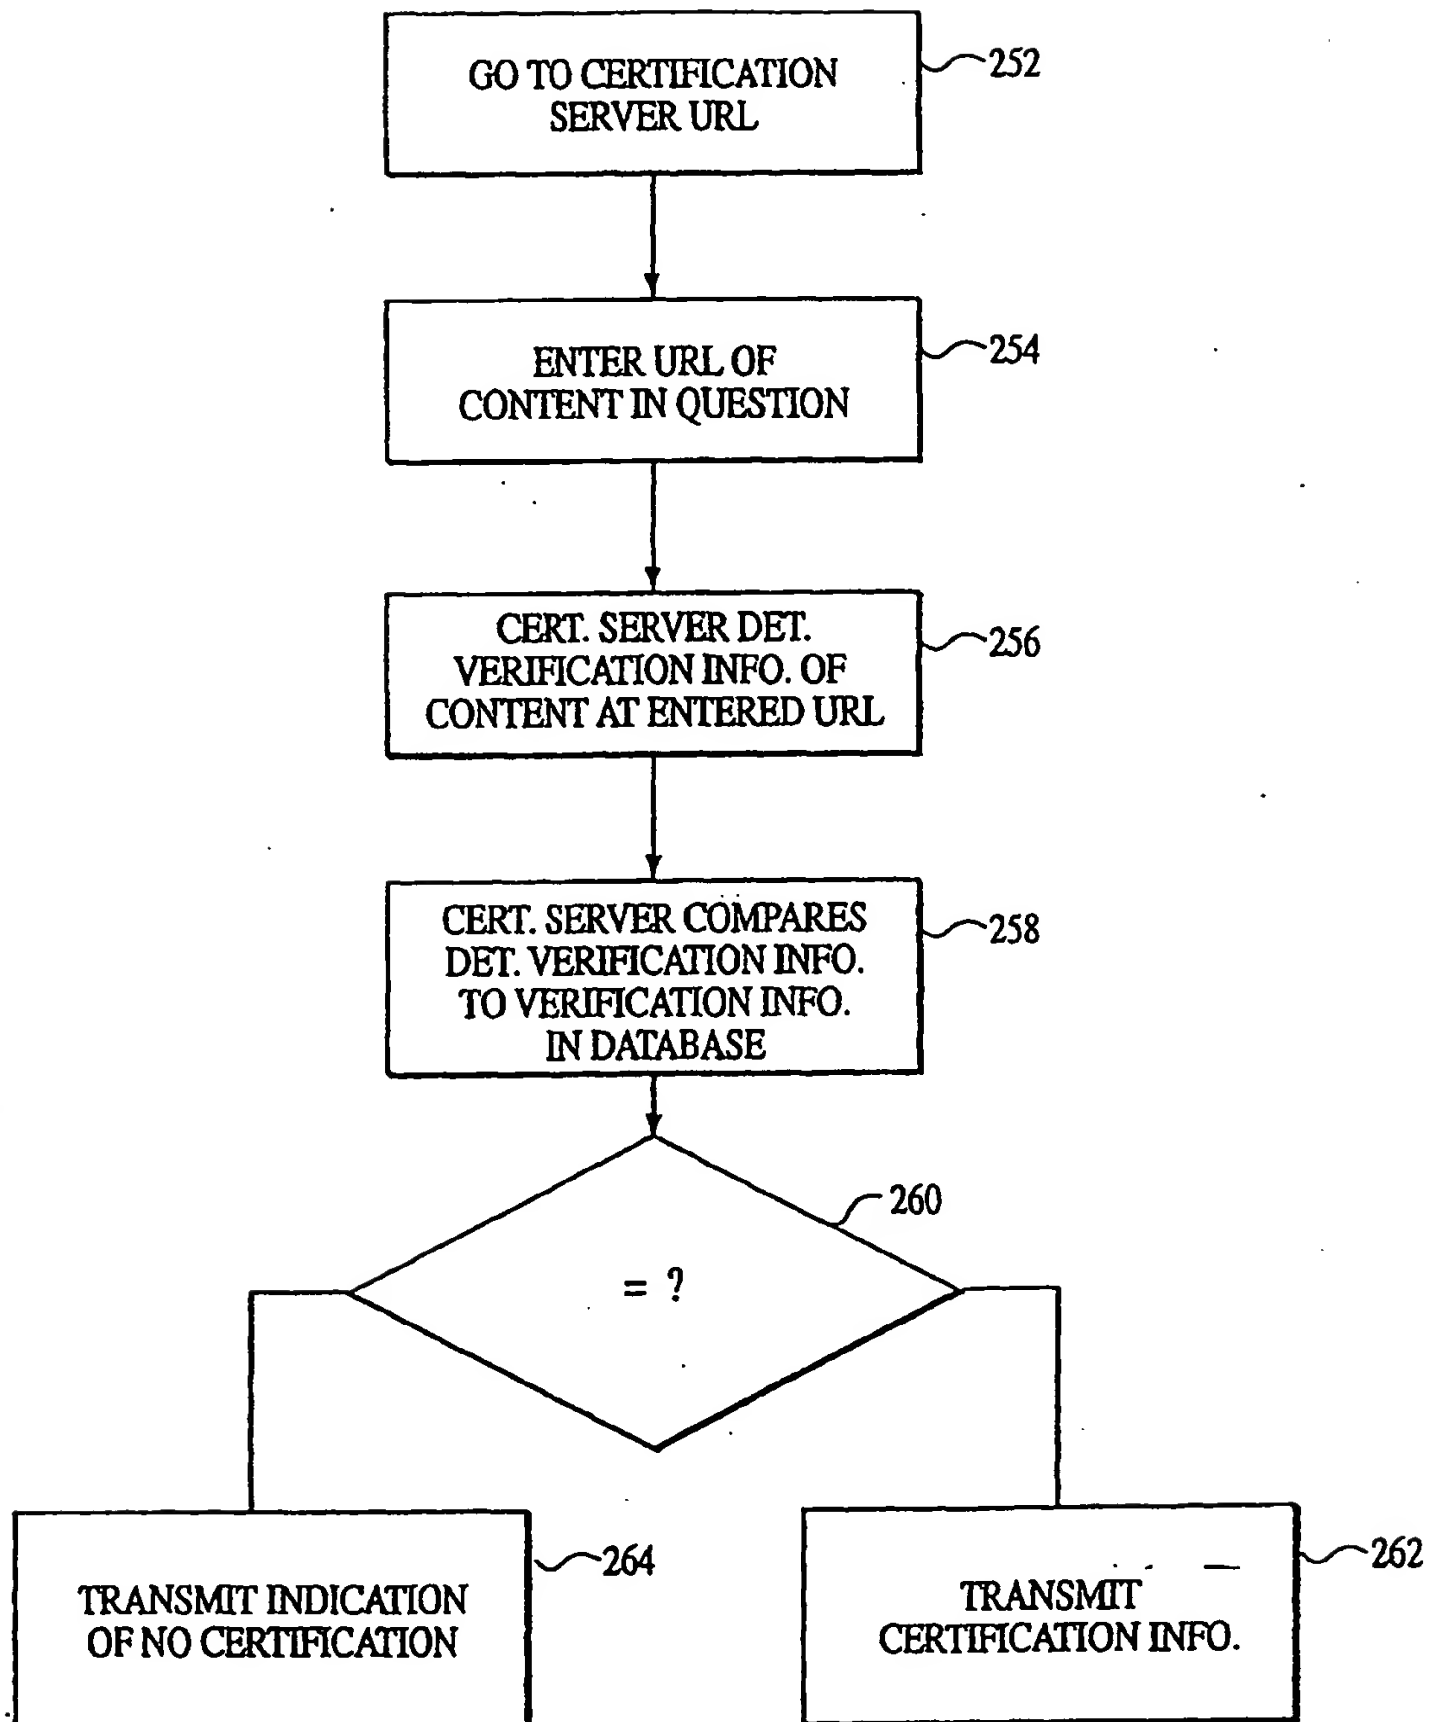 GO TO CERTIFICATION
SERVER URL
252
ENTER URL OF
CONTENT IN QUESTION
254
CERT. SERVER DET.
VERIFICATION INFO. OF
CONTENT AT ENTERED URL
256
CERT. SERVER COMPARES
DET. VERIFICATION INFO.
TO VERIFICATION INFO.
IN DATABASE
258
260
= ?
TRANSMIT INDICATION
OF NO CERTIFICATION
264
TRANSMIT
CERTIFICATION INFO.
262